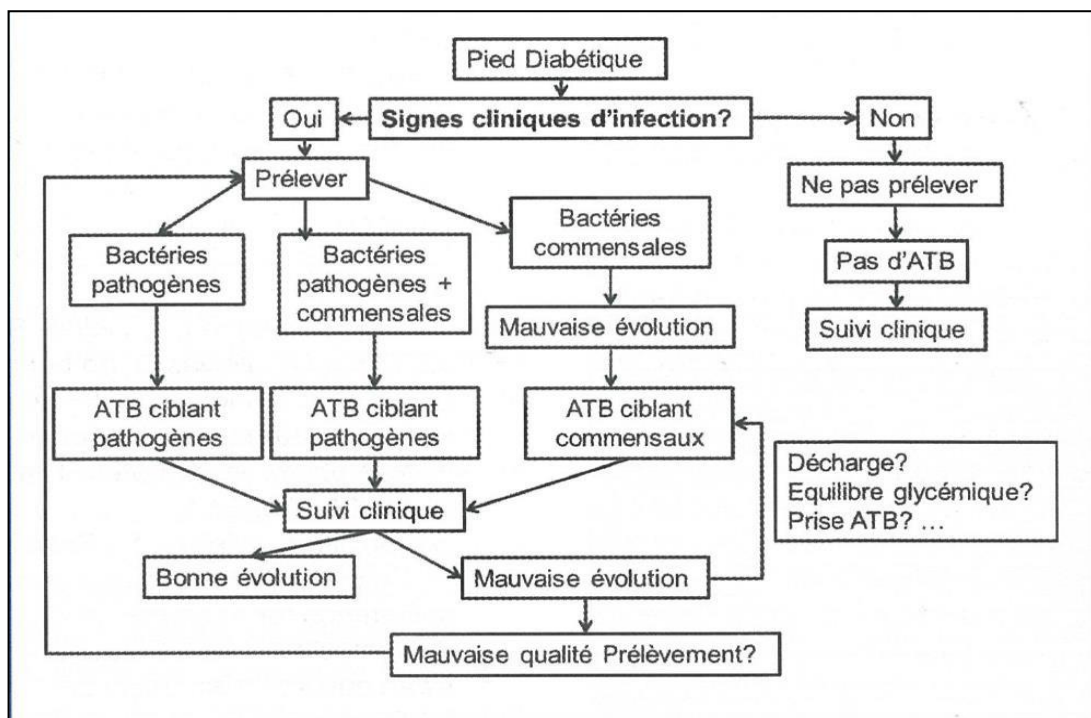 Pied Diabétique
Oui
Signes cliniques d'infection?
Non
Prélever
Ne pas prélever
Bactéries
pathogènes
Bactéries
pathogènes +
commensales
Bactéries
commensales
Pas d'ATB
Mauvaise évolution
Suivi clinique
ATB ciblant
pathogènes
ATB ciblant
pathogènes
ATB ciblant
commensaux
Décharge?
Equilibre glycémique?
Prise ATB? ...
Suivi clinique
Bonne évolution
Mauvaise évolution
Mauvaise qualité Prélèvement?